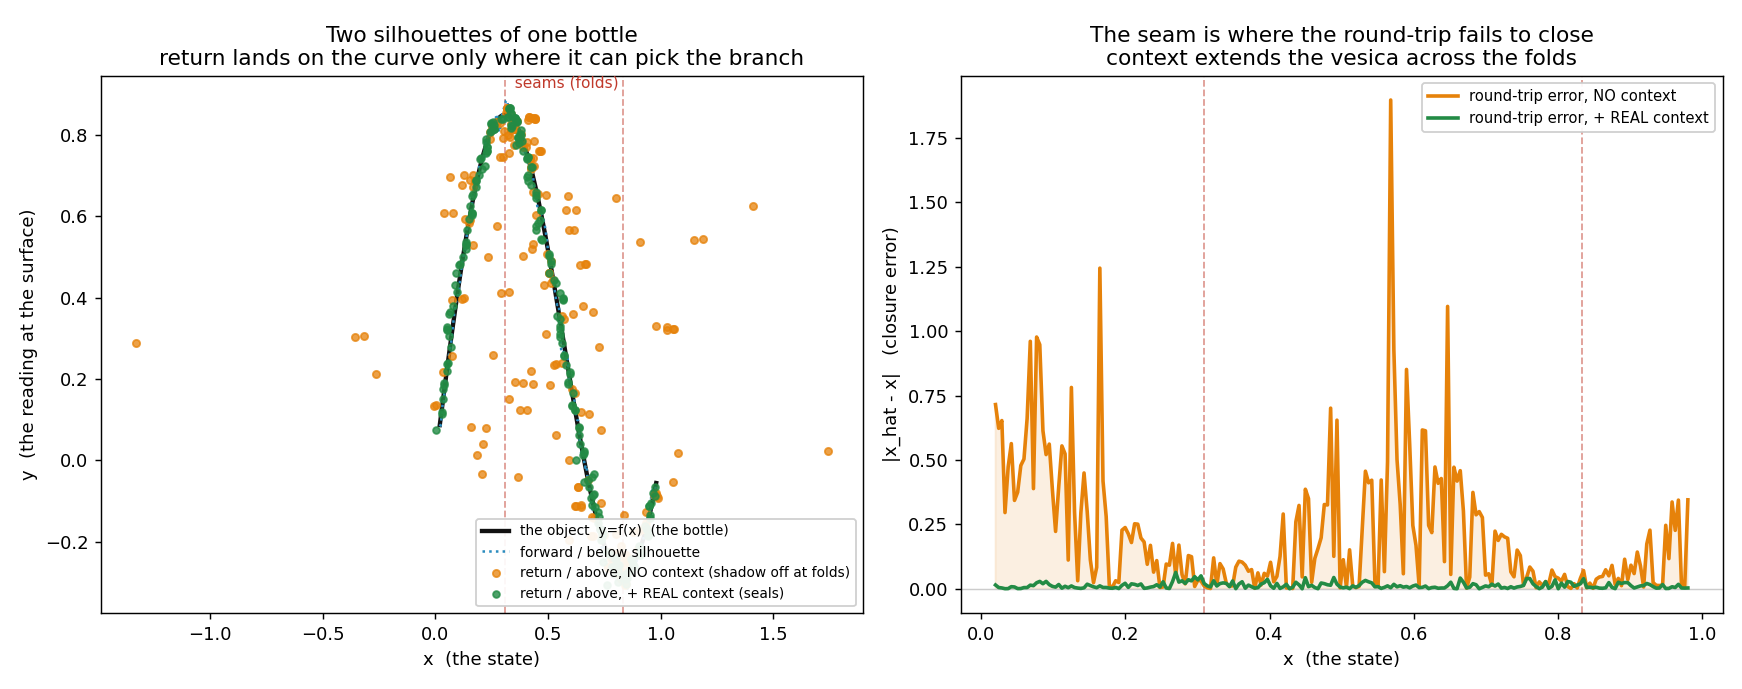 Two silhouettes of one bottle
return lands on the curve only where it can pick the branch
seams (folds)
y (the reading at the surface)
0.8
0.6
0.4
0.2
0.0
−0.2
the object y=f(x) (the bottle)
forward / below silhouette
return / above, NO context (shadow off at folds)
return / above, + REAL context (seals)
−1.0
−0.5
0.0
0.5
1.0
1.5
x (the state)
The seam is where the round-trip fails to close
context extends the vesica across the folds
|x_hat - x| (closure error)
1.75
1.50
1.25
1.00
0.75
0.50
0.25
0.00
round-trip error, NO context
round-trip error, + REAL context
0.0
0.2
0.4
0.6
0.8
1.0
x (the state)